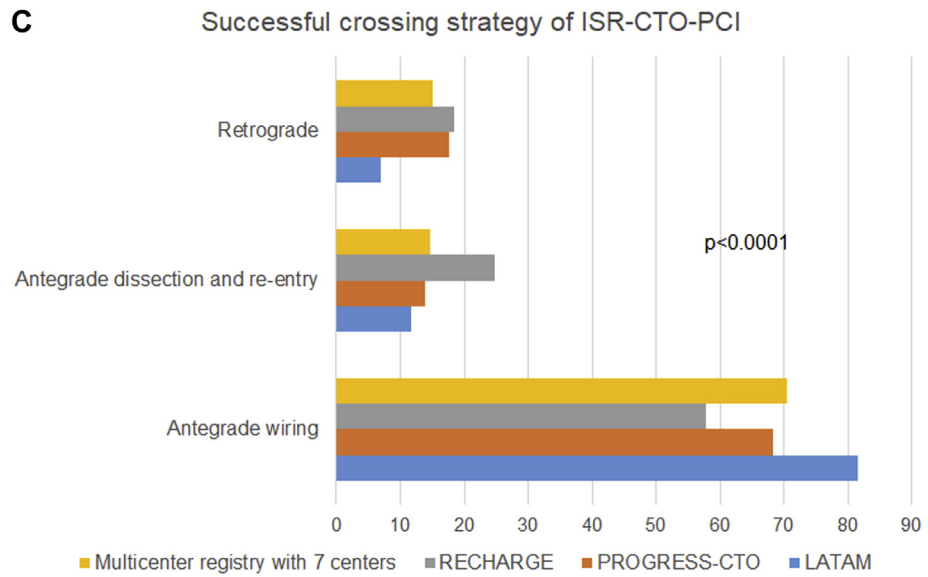 C
Successful crossing strategy of ISR-CTO-PCI
Retrograde
Antegrade dissection and re-entry
p<0.0001
Antegrade wiring
0 10 20 30 40 50 60 70 80 90
Multicenter registry with 7 centers RECHARGE PROGRESS-CTO LATAM